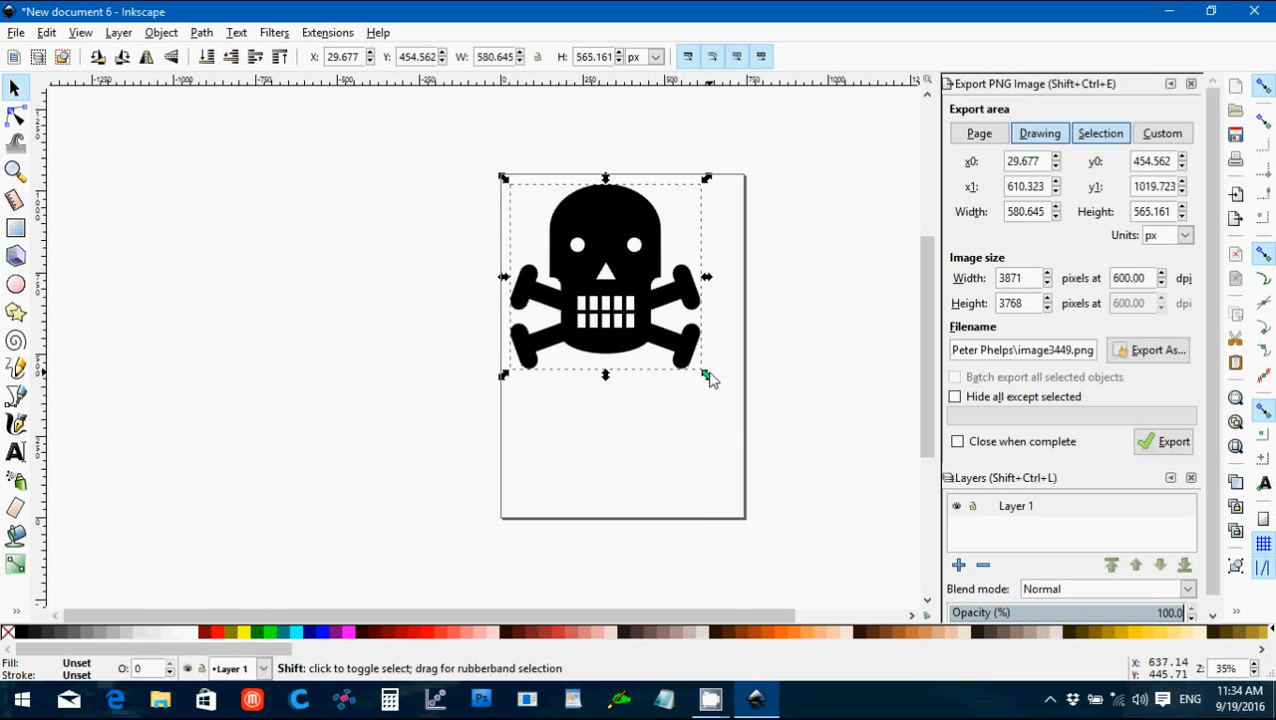 *New document 6 - Inkscape
File Edit View Layer Object Path Text Filters Extensions Help
X: 29.677 Y: 454.562 W: 580.645 H: 565.161 px
Export PNG Image (Shift+Ctrl+E)
Export area
Page Drawing Selection Custom
x0: 29.677 y0: 454.562
x1: 610.323 y1: 1019.723
Width: 580.645 Height: 565.161
Units: px
Image size
Width: 3871 pixels at 600.00 dpi
Height: 3768 pixels at 600.00 dpi
Filename
Peter Phelps\image3449.png Export As...
Batch export all selected objects
Hide all except selected
Close when complete Export
Layers (Shift+Ctrl+L)
Layer 1
Blend mode: Normal
Opacity (%) 100.0
Fill: Unset
Stroke: Unset
O: 0 Layer 1 Shift: click to toggle select; drag for rubberband selection
X: 637.14
Y: 445.71
Z: 35%
ENG
11:34 AM
9/19/2016